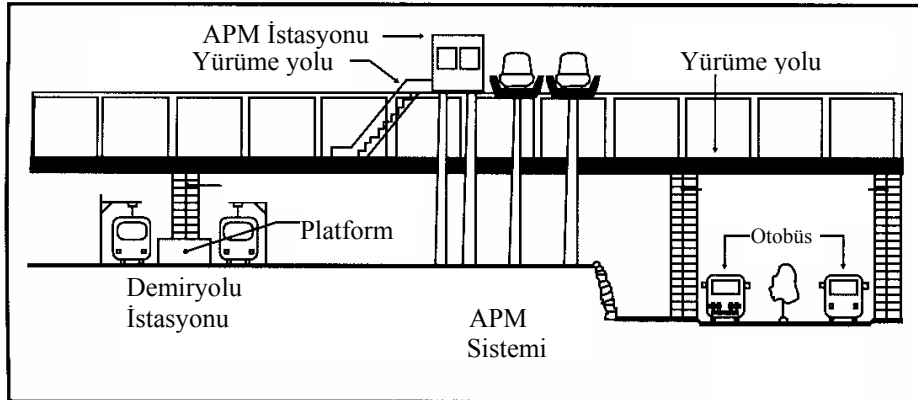 APM İstasyonu
Yürüme yolu
Yürüme yolu
Platform
Otobüs
Demiryolu
İstasyonu
APM
Sistemi